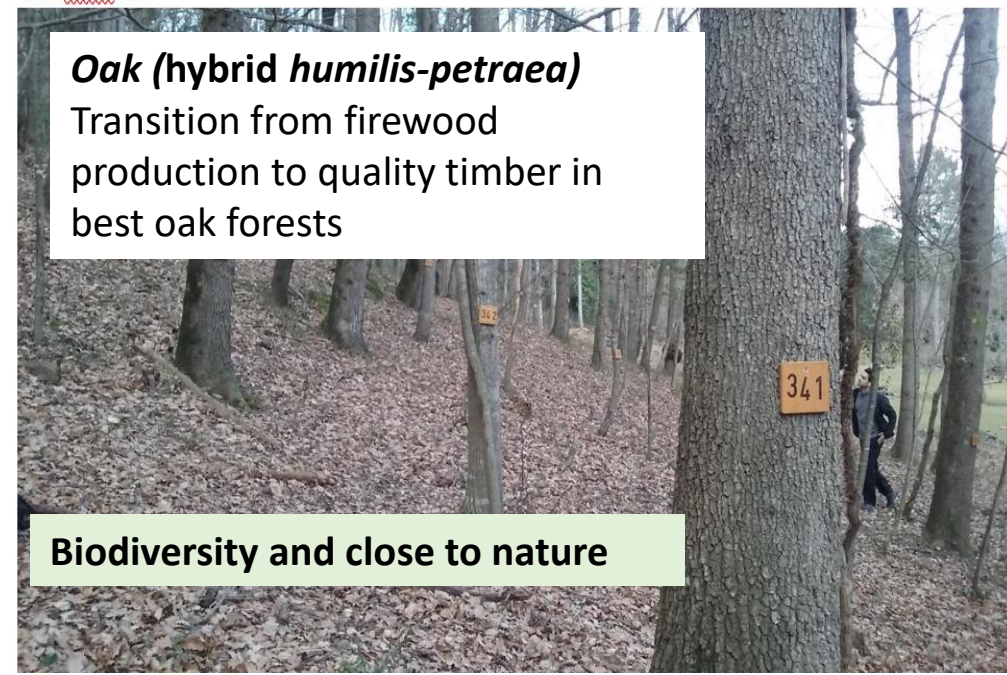 Oak (hybrid humilis-petraea)
Transition from firewood
production to quality timber in
best oak forests
342
341
Biodiversity and close to nature